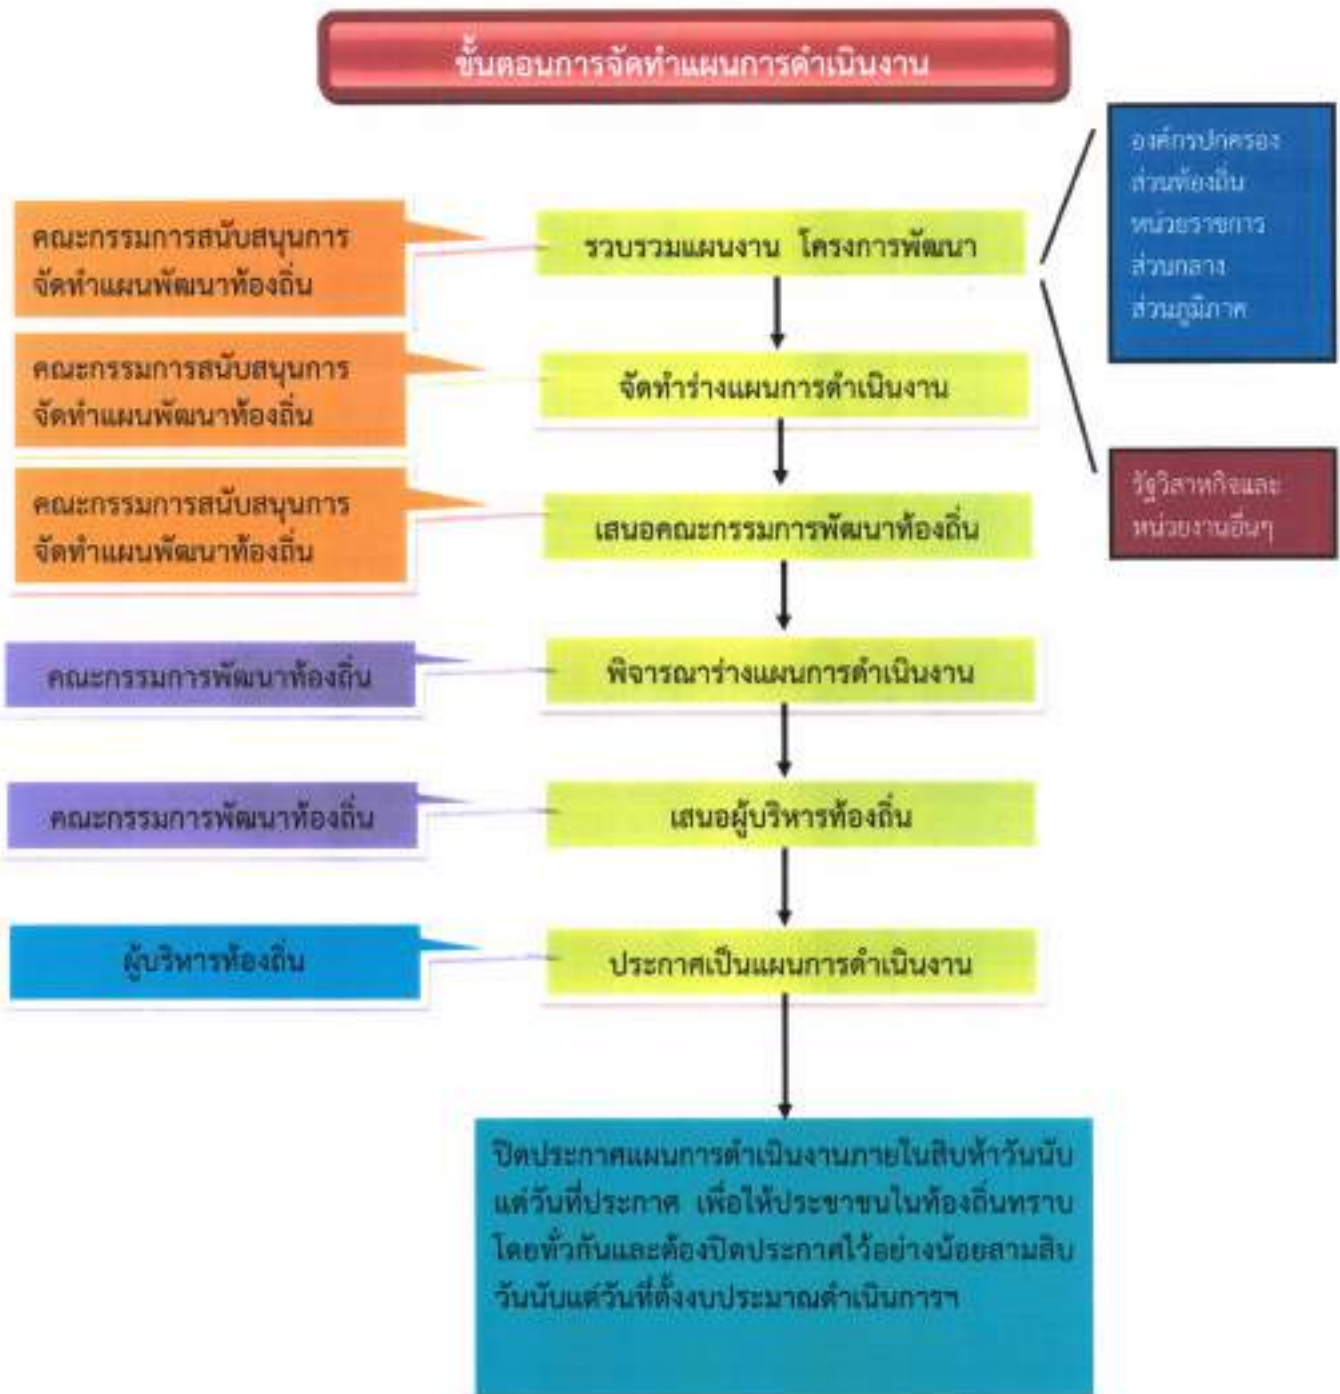 ขั้นตอนการจัดทำแผนการดำเนินงาน
องค์กรปกครอง
ส่วนท้องถิ่น
หน่วยราชการ
ส่วนกลาง
ส่วนภูมิภาค
คณะกรรมการสนับสนุนการ
จัดทำแผนพัฒนาท้องถิ่น
รวบรวมแผนงาน โครงการพัฒนา
คณะกรรมการสนับสนุนการ
จัดทำแผนพัฒนาท้องถิ่น
จัดทำร่างแผนการดำเนินงาน
รัฐวิสาหกิจและ
หน่วยงานอื่นๆ
คณะกรรมการสนับสนุนการ
จัดทำแผนพัฒนาท้องถิ่น
เสนอคณะกรรมการพัฒนาท้องถิ่น
คณะกรรมการพัฒนาท้องถิ่น
พิจารณาร่างแผนการดำเนินงาน
คณะกรรมการพัฒนาท้องถิ่น
เสนอผู้บริหารท้องถิ่น
ผู้บริหารท้องถิ่น
ประกาศเป็นแผนการดำเนินงาน
ปิดประกาศแผนการดำเนินงานภายในสิบห้าวันนับ
แต่วันที่ประกาศ เพื่อให้ประชาชนในท้องถิ่นทราบ
โดยทั่วกันและต้องปิดประกาศไว้อย่างน้อยสามสิบ
วันนับแต่วันที่ตั้งงบประมาณดำเนินการฯ